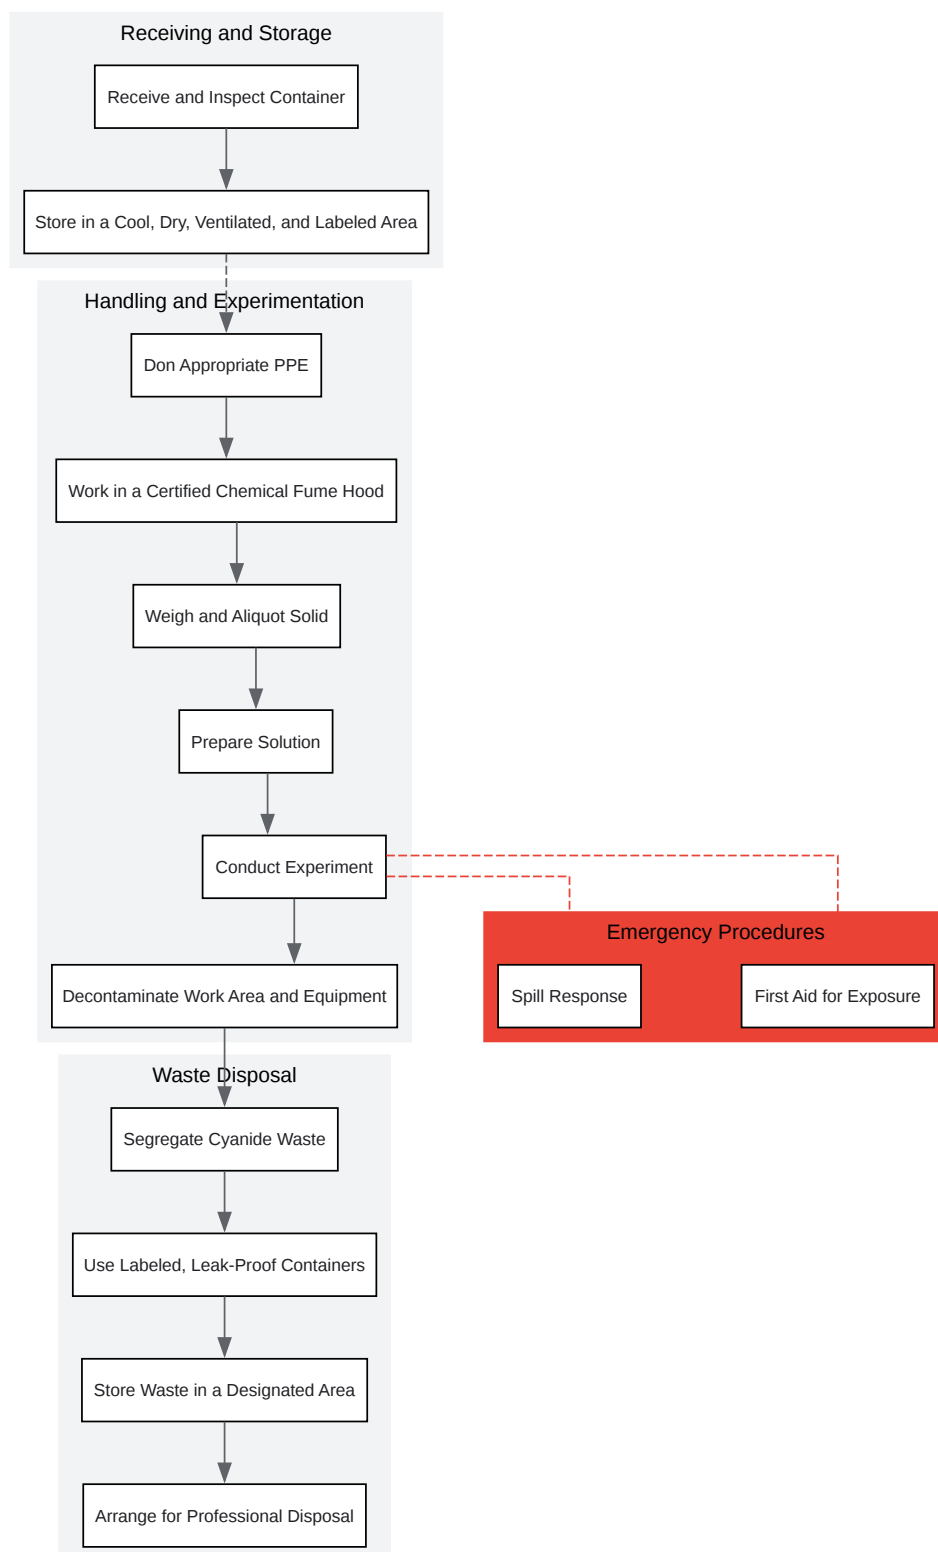 Receiving and Storage
Receive and Inspect Container
Store in a Cool, Dry, Ventilated, and Labeled Area
Handling and Experimentation
Don Appropriate PPE
Work in a Certified Chemical Fume Hood
Weigh and Aliquot Solid
Prepare Solution
Conduct Experiment
Decontaminate Work Area and Equipment
Emergency Procedures
Spill Response
First Aid for Exposure
Waste Disposal
Segregate Cyanide Waste
Use Labeled, Leak-Proof Containers
Store Waste in a Designated Area
Arrange for Professional Disposal